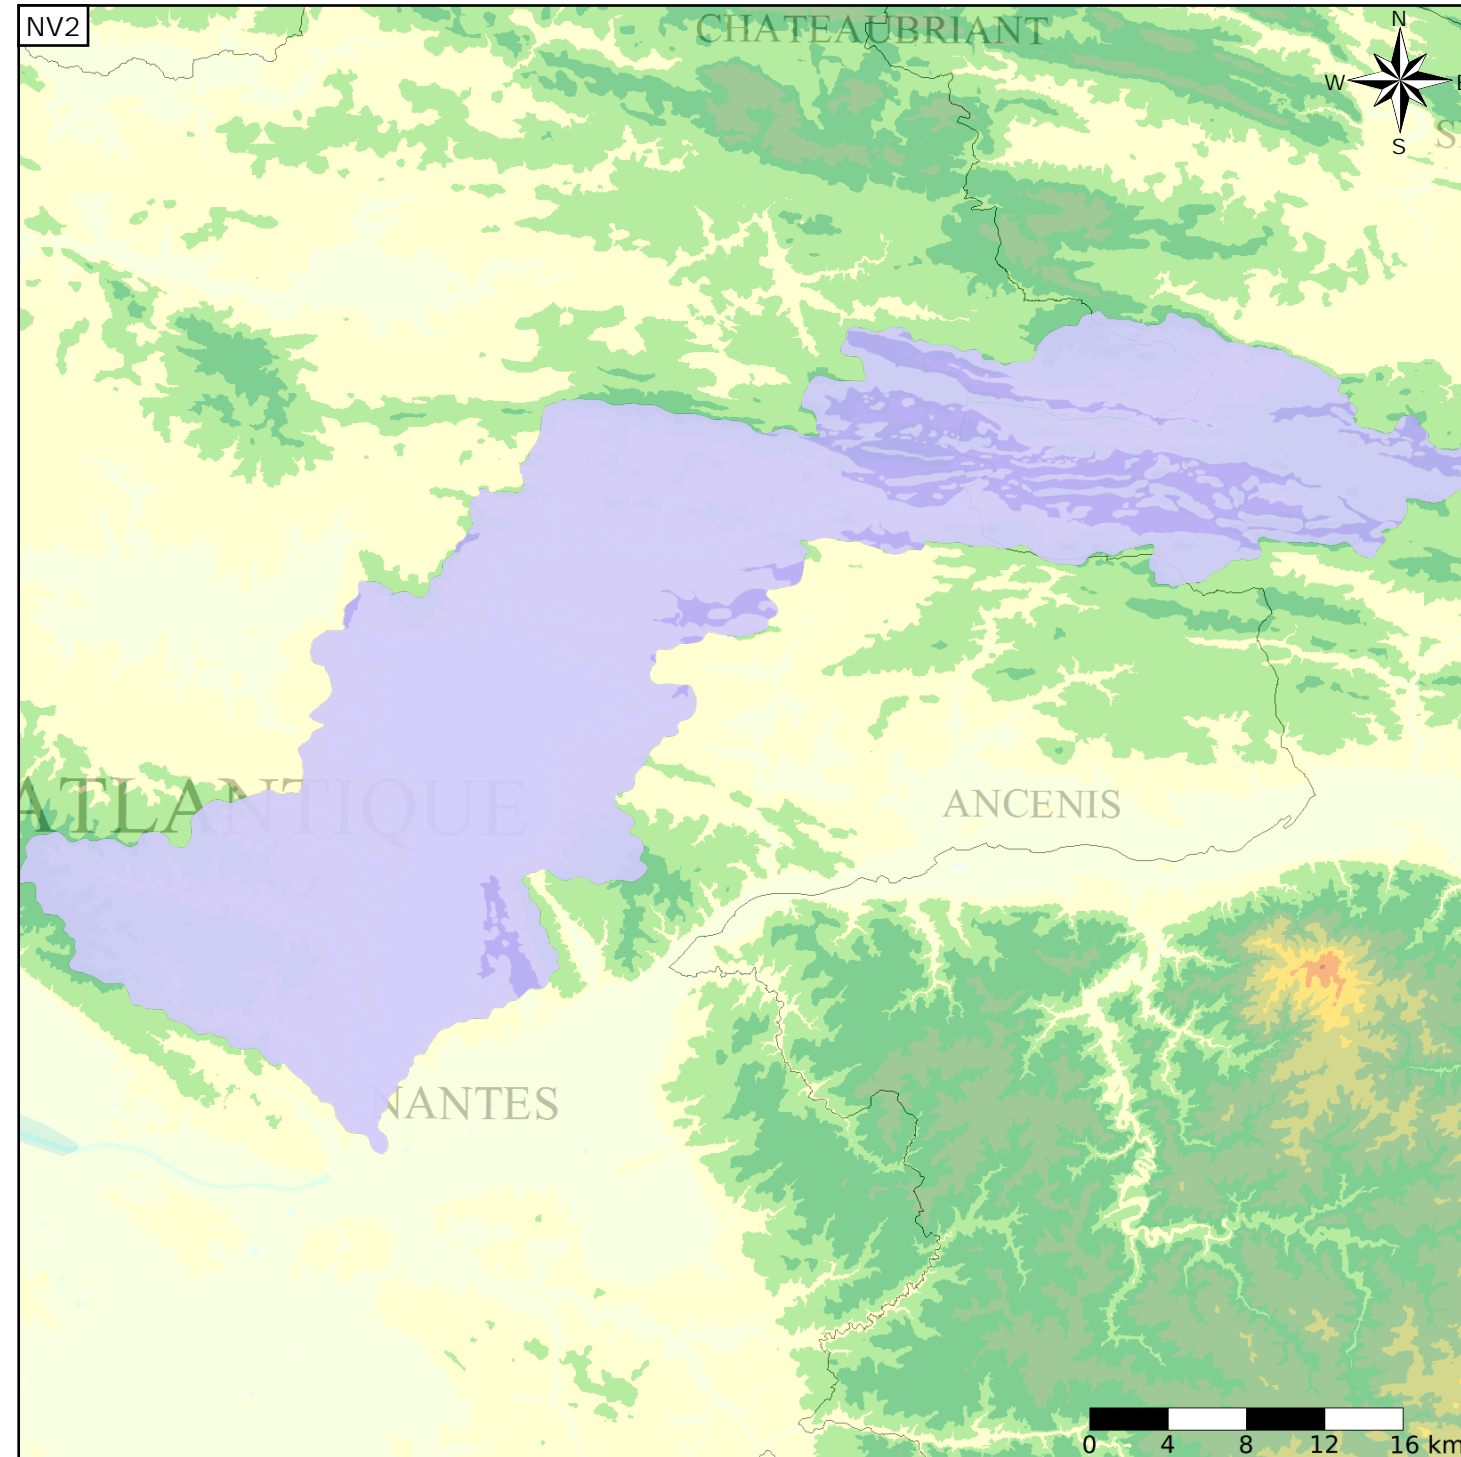 NV2
CHATEAUBRIANT
N
W E
S
S
ATLANTIQUE
ANCENIS
NANTES
0 4 8 12 16 km